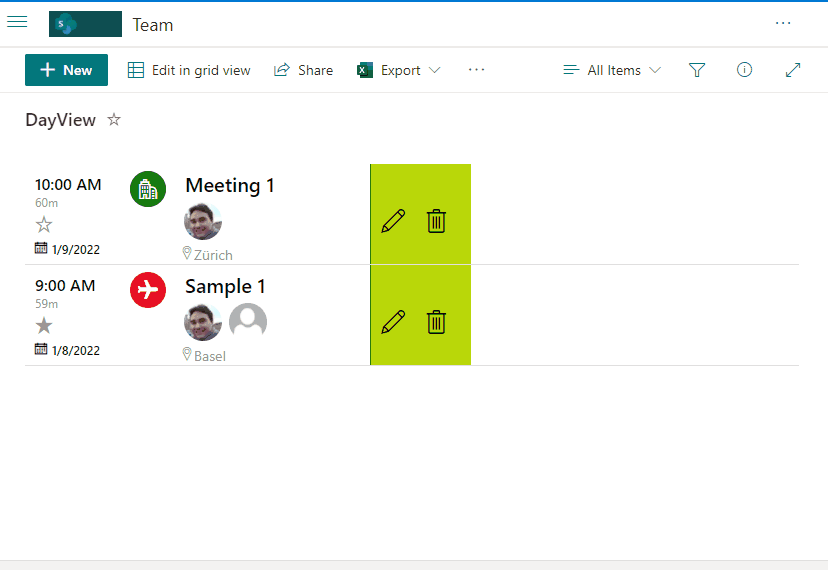 S Team ...
+ New Edit in grid view Share Export ... All Items
DayView
10:00 AM Meeting 1
60m
1/9/2022 Zürich
9:00 AM Sample 1
59m
1/8/2022 Basel